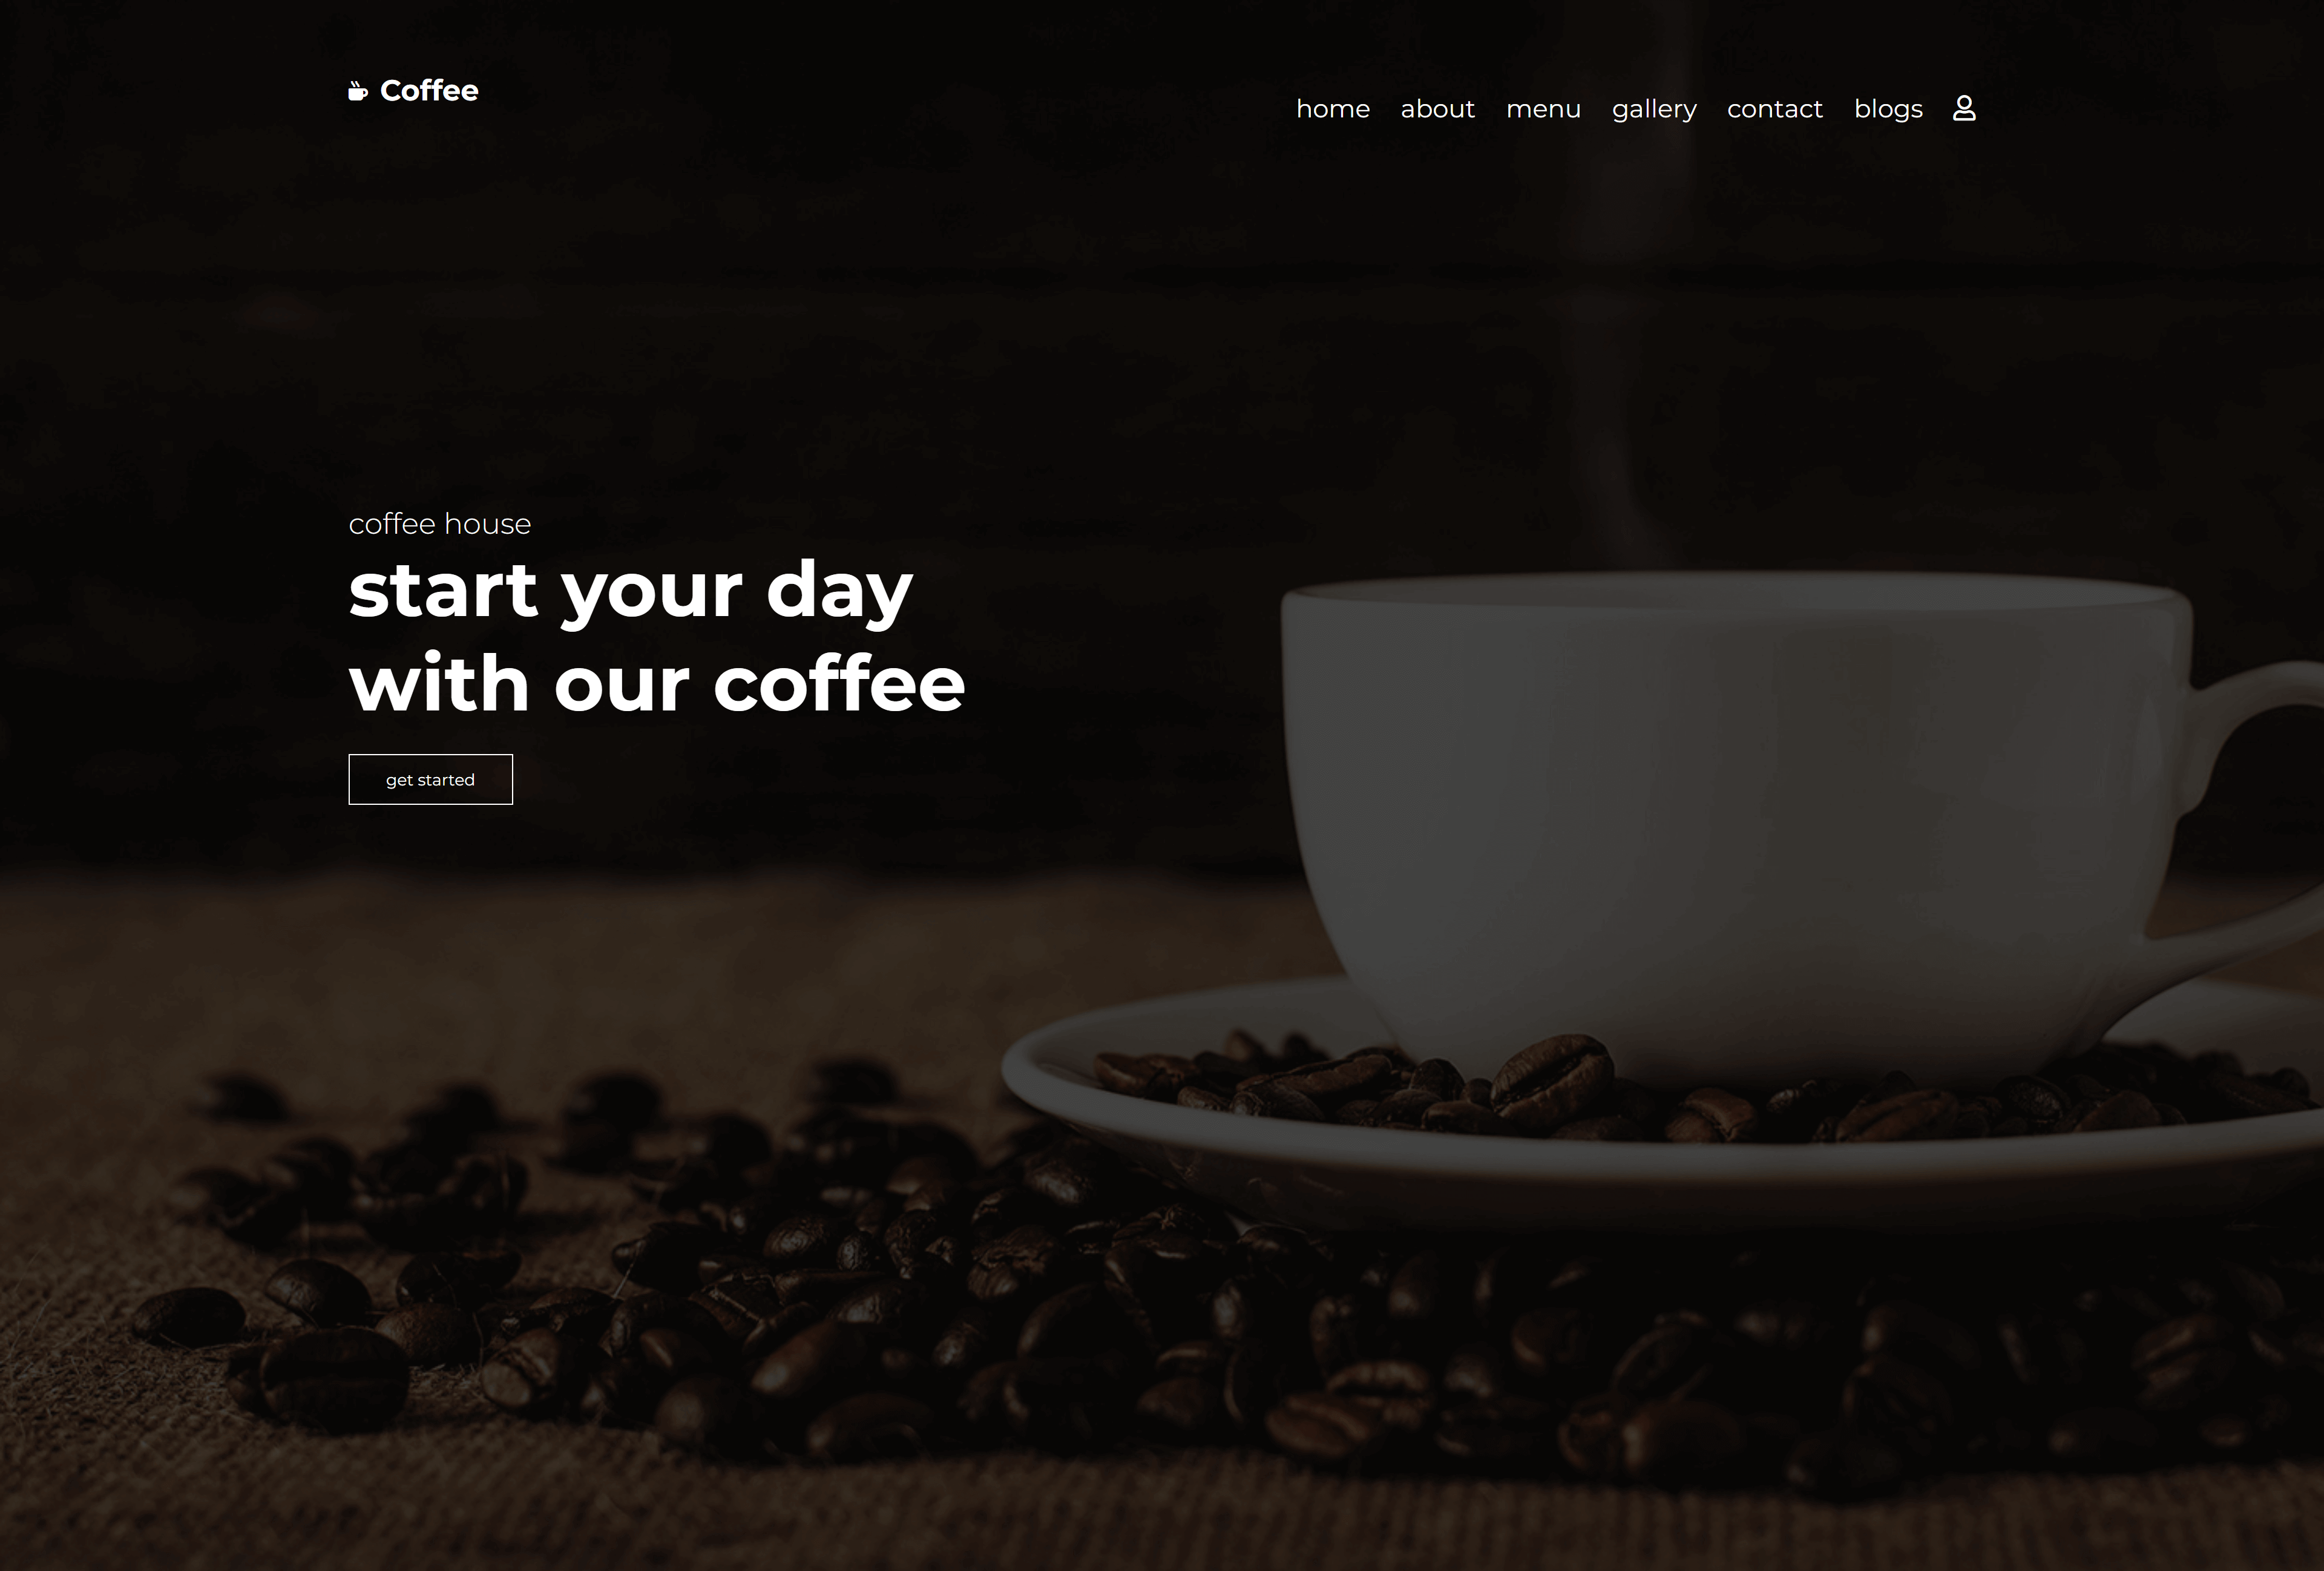 Coffee
home about menu gallery contact blogs
coffee house
start your day
with our coffee
get started